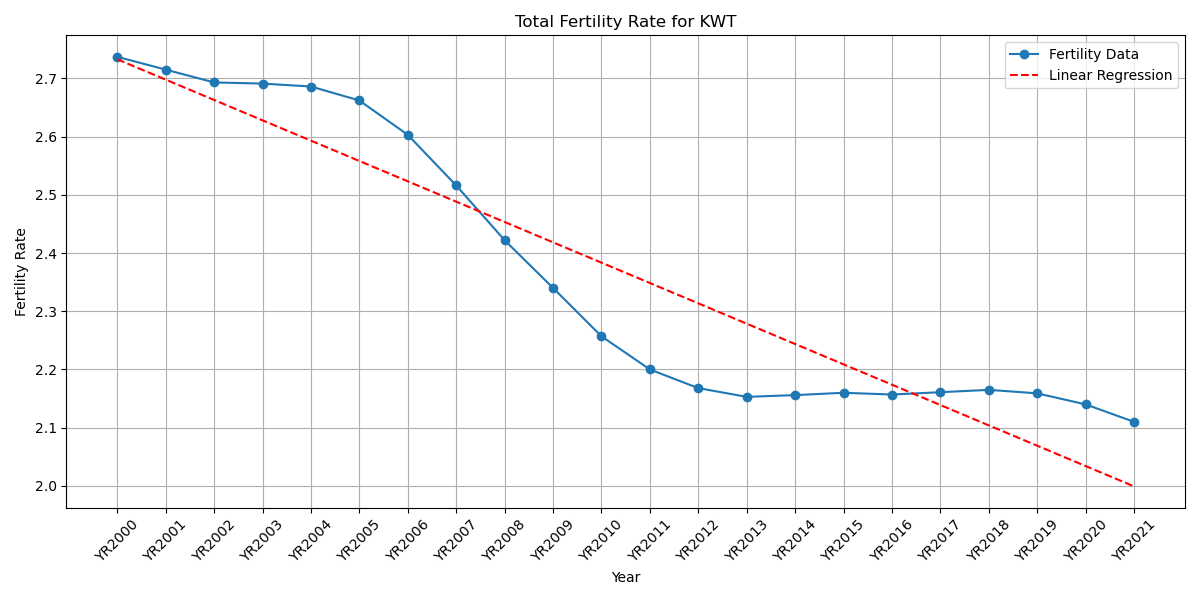 Total Fertility Rate for KWT
Fertility Data
Linear Regression
Fertility Rate
2.7
2.6
2.5
2.4
2.3
2.2
2.1
2.0
YR2000
YR2001
YR2002
YR2003
YR2004
YR2005
YR2006
YR2007
YR2008
YR2009
YR2010
YR2011
YR2012
YR2013
YR2014
YR2015
YR2016
YR2017
YR2018
YR2019
YR2020
YR2021
Year